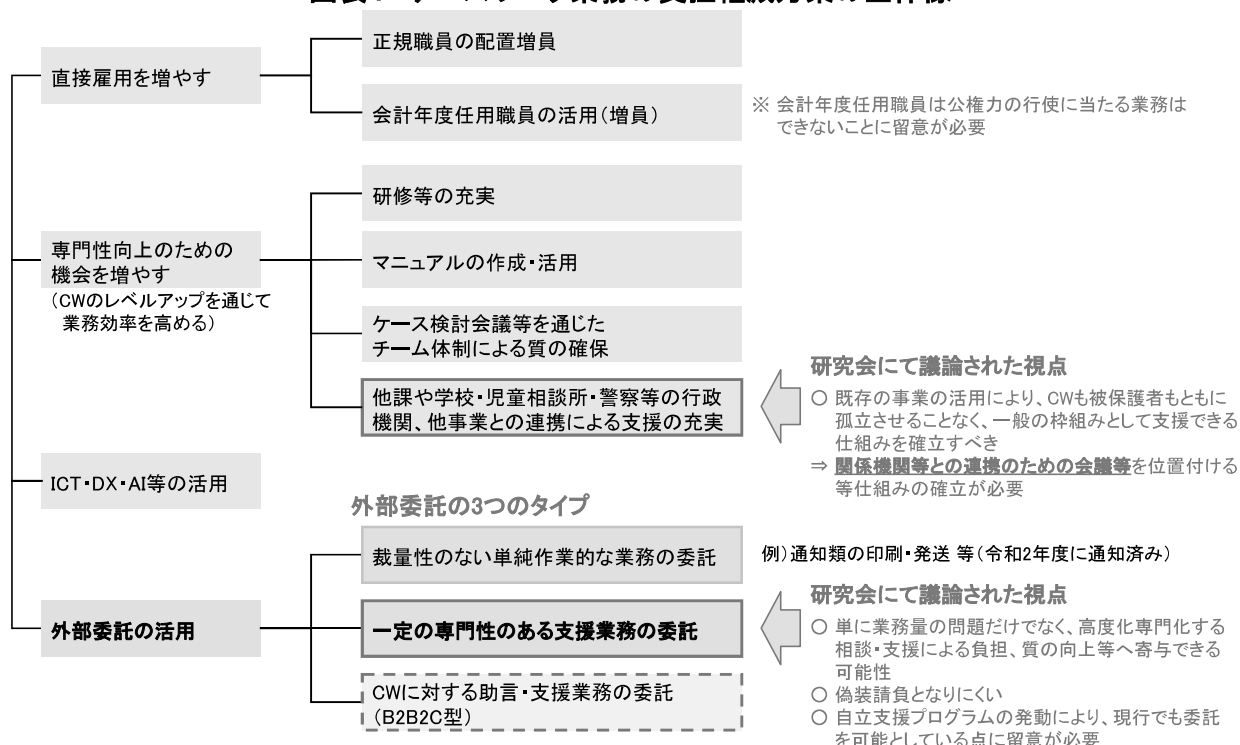 直接雇用を増やす
正規職員の配置増員
会計年度任用職員の活用(増員)
※ 会計年度任用職員は公権力の行使に当たる業務は
できないことに留意が必要
専門性向上のための
機会を増やす
(CWのレベルアップを通じて
業務効率を高める)
研修等の充実
マニュアルの作成・活用
ケース検討会議等を通じた
チーム体制による質の確保
他課や学校・児童相談所・警察等の行政
機関、他事業との連携による支援の充実
研究会にて議論された視点
○ 既存の事業の活用により、CWも被保護者もともに
孤立させることなく、一般の枠組みとして支援できる
仕組みを確立すべき
⇒ 関係機関等との連携のための会議等を位置付ける
等仕組みの確立が必要
ICT・DX・AI等の活用
外部委託の活用
外部委託の3つのタイプ
裁量性のない単純作業的な業務の委託
例)通知類の印刷・発送 等(令和2年度に通知済み)
一定の専門性のある支援業務の委託
研究会にて議論された視点
○ 単に業務量の問題だけでなく、高度化専門化する
相談・支援による負担、質の向上等へ寄与できる
可能性
○ 偽装請負となりにくい
○ 自立支援プログラムの発動により、現行でも委託
を可能としている点に留意が必要
CWに対する助言・支援業務の委託
(B2B2C型)